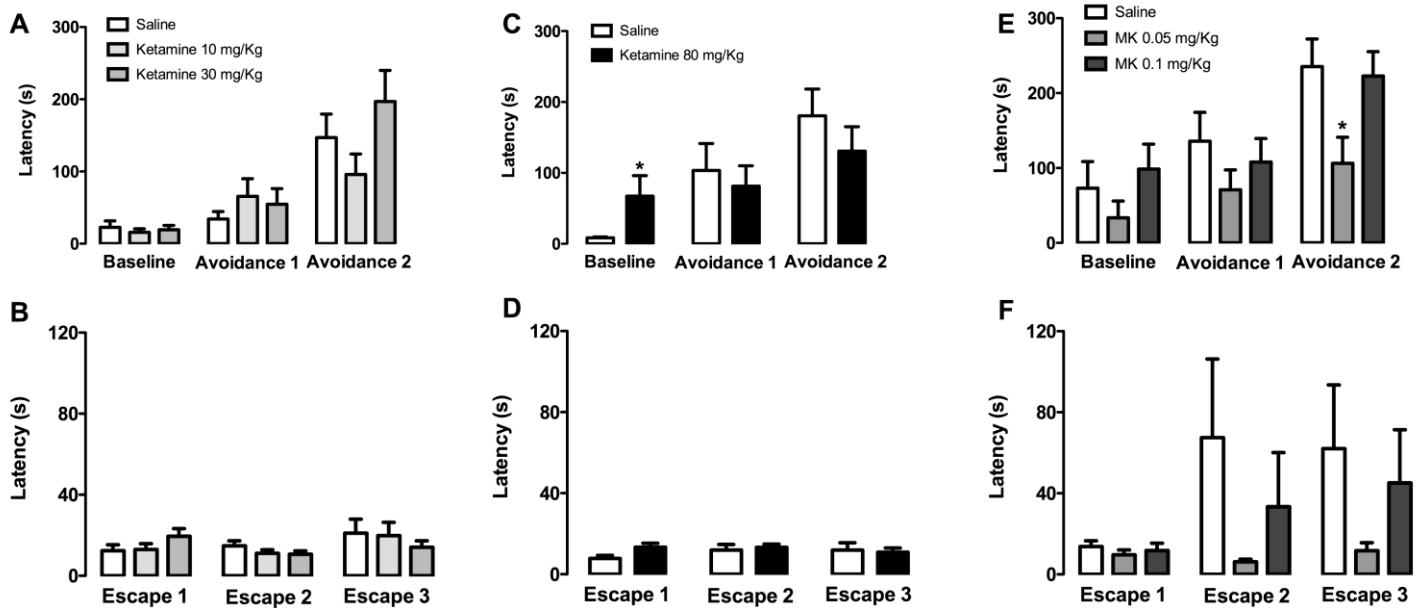 A
300
200
100
0
Latency (s)
Saline
Ketamine 10 mg/Kg
Ketamine 30 mg/Kg
Baseline
Avoidance 1
Avoidance 2
C
300
200
100
0
Latency (s)
Saline
Ketamine 80 mg/Kg
*
Baseline
Avoidance 1
Avoidance 2
E
300
200
100
0
Latency (s)
Saline
MK 0.05 mg/Kg
MK 0.1 mg/Kg
*
Baseline
Avoidance 1
Avoidance 2
B
120
80
40
0
Latency (s)
Escape 1
Escape 2
Escape 3
D
120
80
40
0
Latency (s)
Escape 1
Escape 2
Escape 3
F
120
80
40
0
Latency (s)
Escape 1
Escape 2
Escape 3